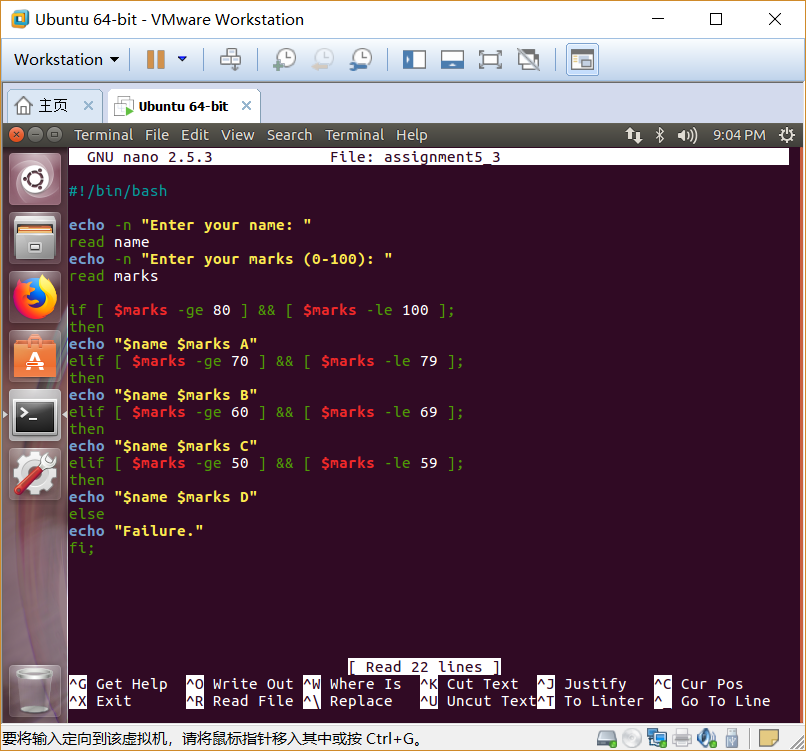 Ubuntu 64-bit - VMware Workstation
Workstation
主页
Ubuntu 64-bit
Terminal File Edit View Search Terminal Help 9:04 PM
GNU nano 2.5.3 File: assignment5_3
#!/bin/bash
echo -n "Enter your name: "
read name
echo -n "Enter your marks (0-100): "
read marks
if [ $marks -ge 80 ] && [ $marks -le 100 ];
then
echo "$name $marks A"
elif [ $marks -ge 70 ] && [ $marks -le 79 ];
then
echo "$name $marks B"
elif [ $marks -ge 60 ] && [ $marks -le 69 ];
then
echo "$name $marks C"
elif [ $marks -ge 50 ] && [ $marks -le 59 ];
then
echo "$name $marks D"
else
echo "Failure."
fi;
[ Read 22 lines ]
^G Get Help ^O Write Out ^W Where Is ^K Cut Text ^J Justify ^C Cur Pos
^X Exit ^R Read File ^\ Replace ^U Uncut Text ^T To Linter ^_ Go To Line
要将输入定向到该虚拟机，请将鼠标指针移入其中或按 Ctrl+G。